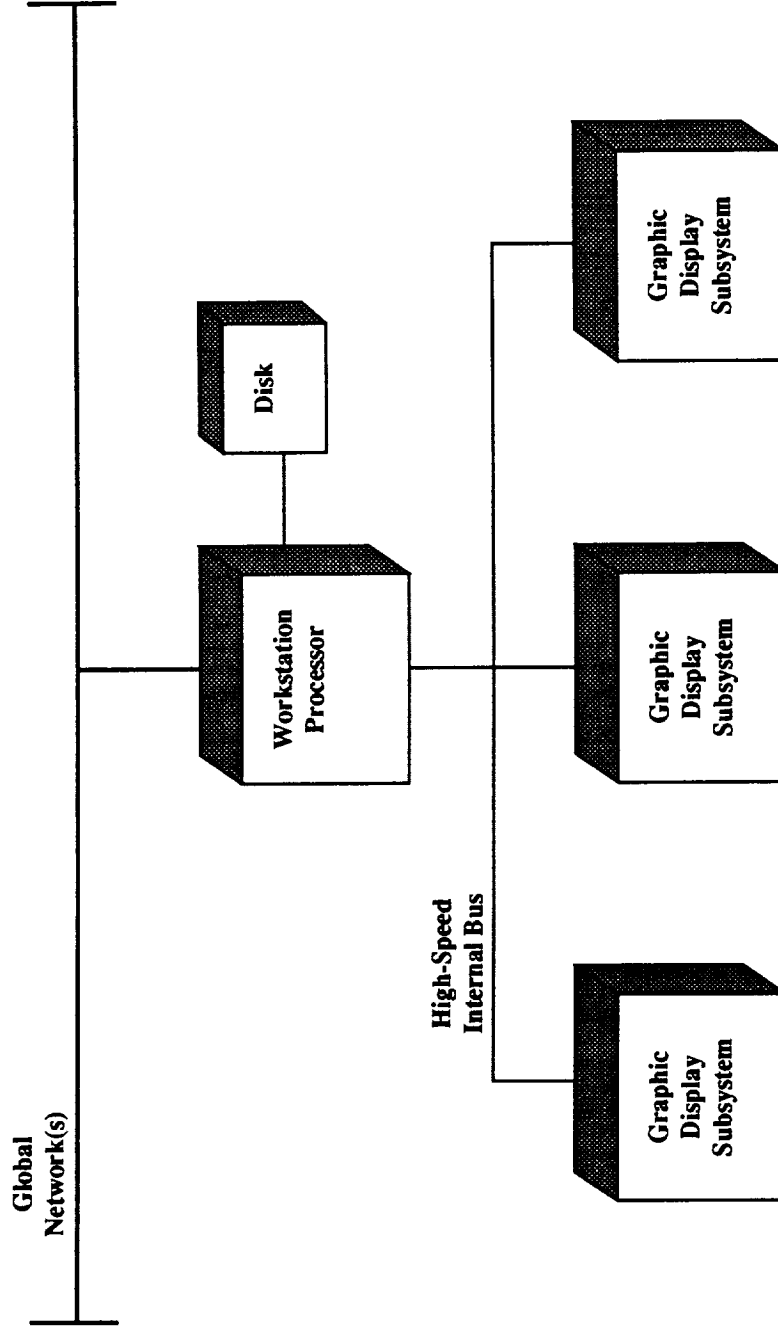 Global
Network(s)
Workstation
Processor
Disk
High-Speed
Internal Bus
Graphic
Display
Subsystem
Graphic
Display
Subsystem
Graphic
Display
Subsystem